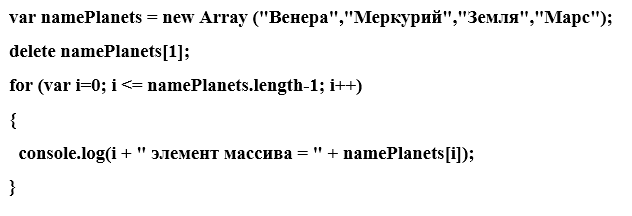 var namePlanets = new Array ("Венера","Меркурий","Земля","Марс");
delete namePlanets[1];
for (var i=0; i <= namePlanets.length-1; i++)
{
  console.log(i + " элемент массива = " + namePlanets[i]);
}